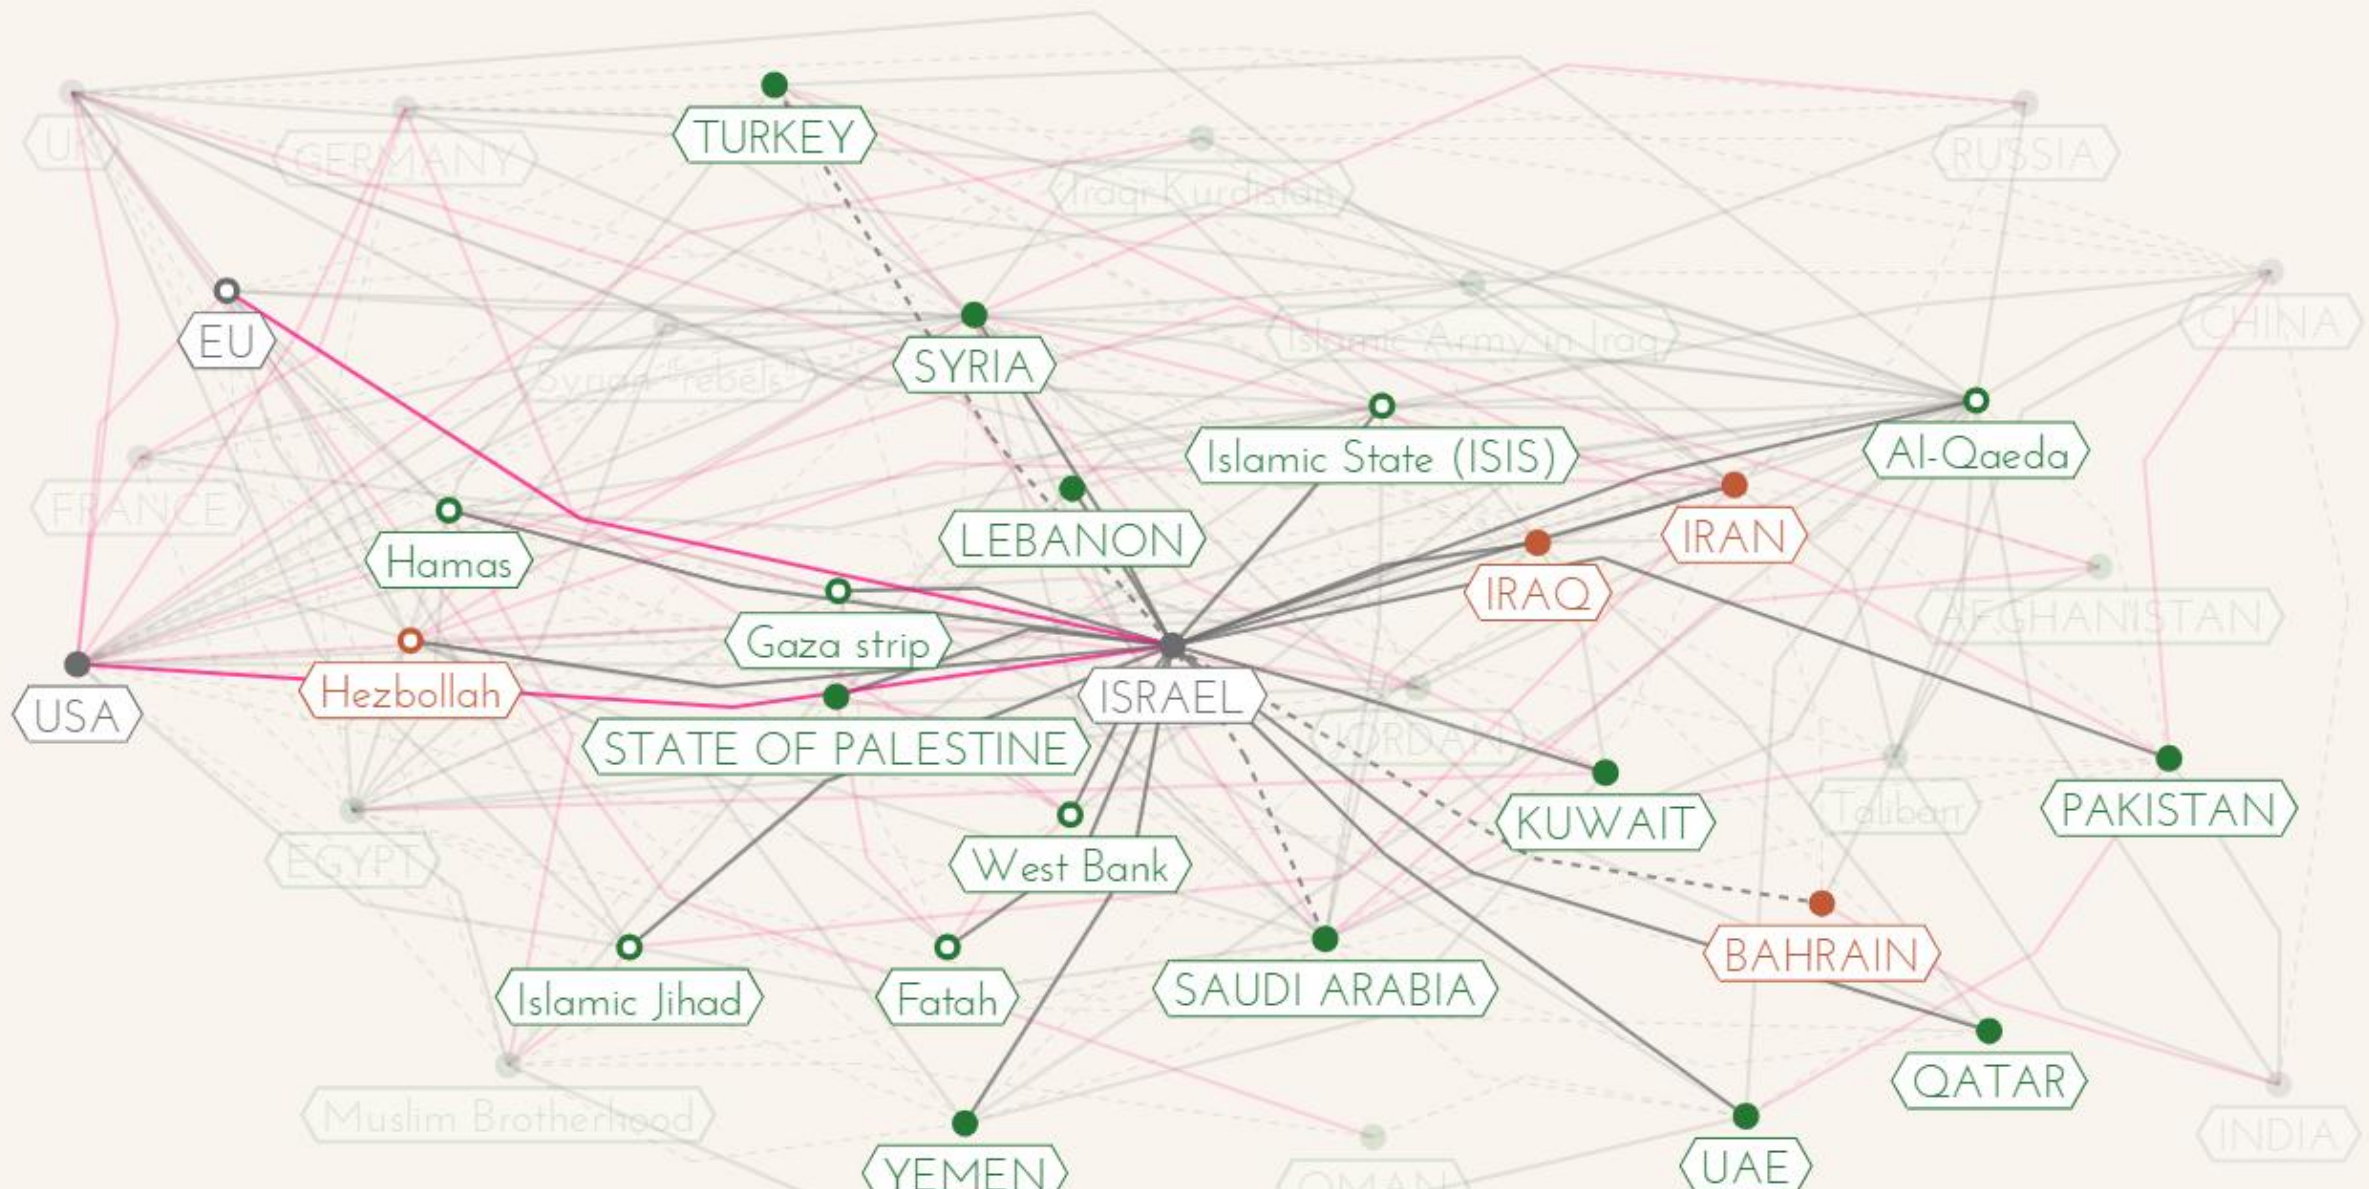 UK
GERMANY
TURKEY
Iraqi Kurdistan
RUSSIA
EU
Syrian "rebels"
SYRIA
Islamic Army in Iraq
CHINA
FRANCE
Hamas
LEBANON
Islamic State (ISIS)
IRAN
Al-Qaeda
IRAQ
AFGHANISTAN
USA
Hezbollah
Gaza strip
STATE OF PALESTINE
ISRAEL
JORDAN
KUWAIT
Taliban
PAKISTAN
EGYPT
West Bank
Islamic Jihad
Fatah
SAUDI ARABIA
BAHRAIN
QATAR
Muslim Brotherhood
YEMEN
OMAN
UAE
INDIA